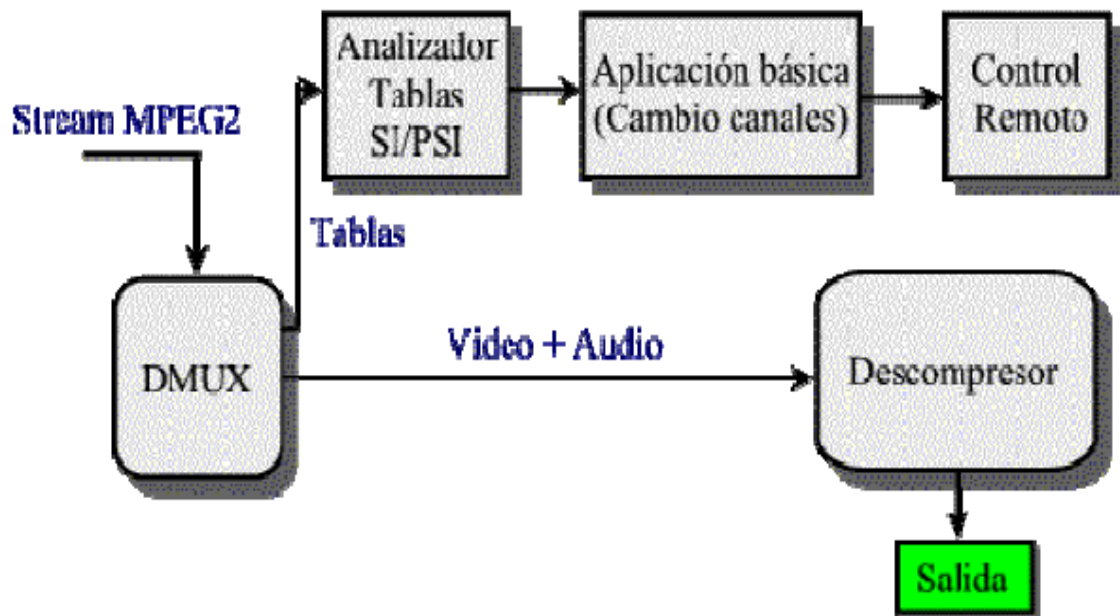 Analizador
Tablas
SI/PSI
Aplicación básica
(Cambio canales)
Control
Remoto
Stream MPEG2
Tablas
DMUX
Video + Audio
Descompresor
Salida